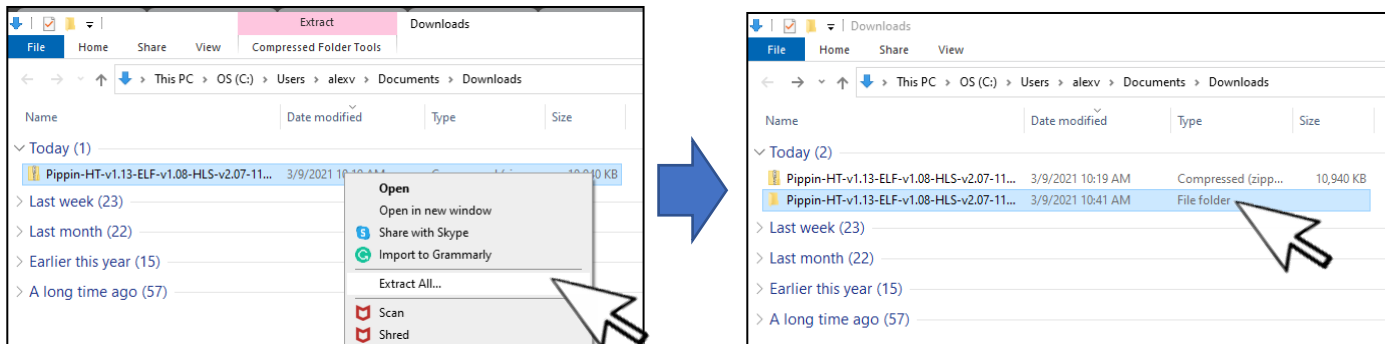 Extract
Downloads
File
Home
Share
View
Compressed Folder Tools
This PC > OS (C:) > Users > alexv > Documents > Downloads
Name
Date modified
Type
Size
Today (1)
Pippin-HT-v1.13-ELF-v1.08-HLS-v2.07-11... 3/9/2021 KB
Last week (23)
Last month (22)
Earlier this year (15)
A long time ago (57)
Open
Open in new window
Share with Skype
Import to Grammarly
Extract All...
Scan
Shred
Downloads
File
Home
Share
View
This PC > OS (C:) > Users > alexv > Documents > Downloads
Name
Date modified
Type
Size
Today (2)
Pippin-HT-v1.13-ELF-v1.08-HLS-v2.07-11... 3/9/2021 10:19 AM Compressed (zipp... 10,940 KB
Pippin-HT-v1.13-ELF-v1.08-HLS-v2.07-11... 3/9/2021 10:41 AM File folder
Last week (23)
Last month (22)
Earlier this year (15)
A long time ago (57)